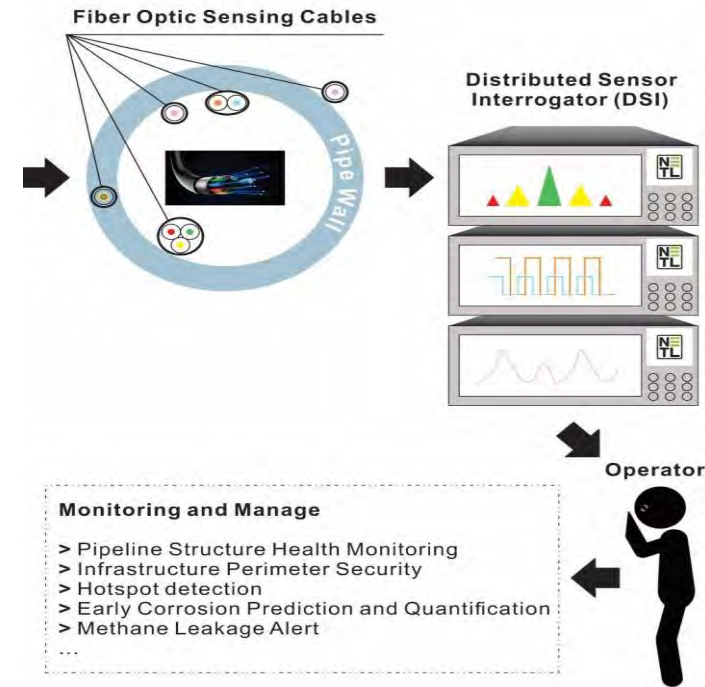 Fiber Optic Sensing Cables
Pipe Wall
Distributed Sensor
Interrogator (DSI)
NETL
NETL
NETL
Operator
Monitoring and Manage
> Pipeline Structure Health Monitoring
> Infrastructure Perimeter Security
> Hotspot detection
> Early Corrosion Prediction and Quantification
> Methane Leakage Alert
...